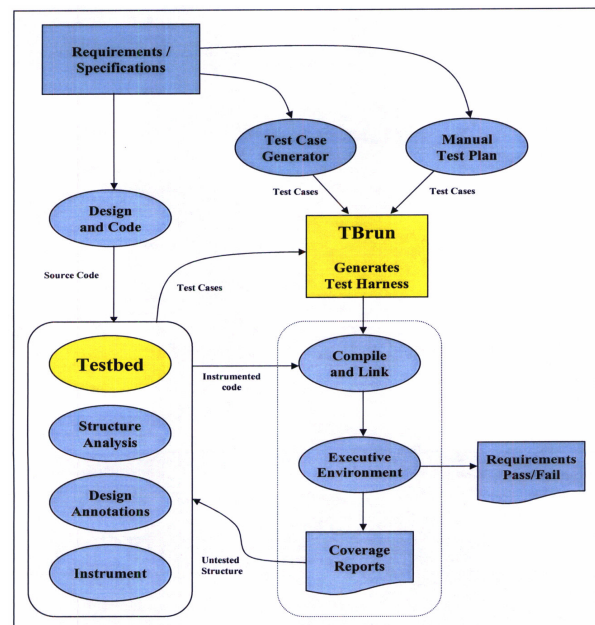 Requirements /
Specifications
Test Case
Generator
Manual
Test Plan
Test Cases
Test Cases
Design
and Code
TBrun
Generates
Test Harness
Source Code
Test Cases
Testbed
Compile
and Link
Instrumented
code
Structure
Analysis
Executive
Environment
Requirements
Pass/Fail
Design
Annotations
Coverage
Reports
Untested
Structure
Instrument